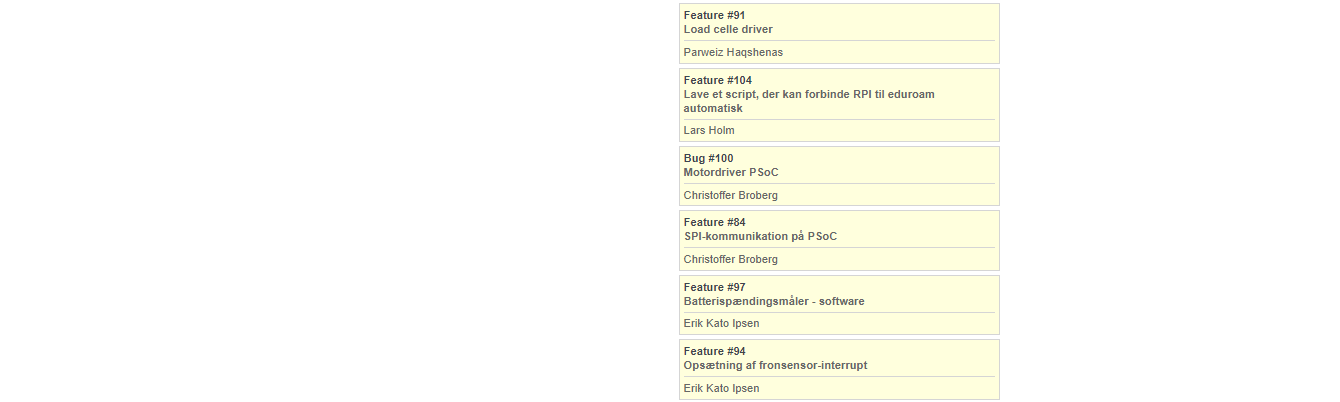 Feature #91
Load celle driver
Parweiz Haqshenas
Feature #104
Lave et script, der kan forbinde RPI til eduroam
automatisk
Lars Holm
Bug #100
Motordriver PSoC
Christoffer Broberg
Feature #84
SPI-kommunikation på PSoC
Christoffer Broberg
Feature #97
Batterispændingsmåler - software
Erik Kato Ipsen
Feature #94
Opsætning af fronsensor-interrupt
Erik Kato Ipsen